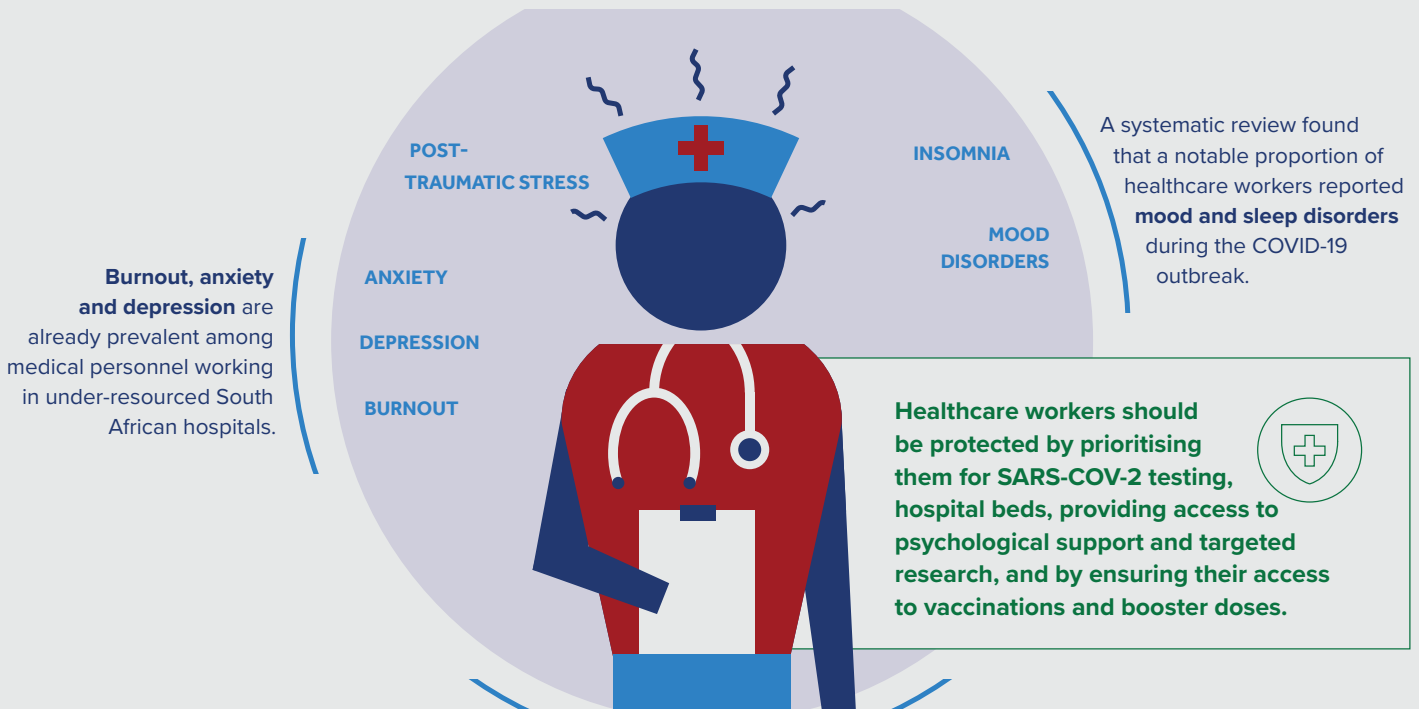 POST-
TRAUMATIC STRESS
ANXIETY
DEPRESSION
BURNOUT
Burnout, anxiety
and depression are
already prevalent among
medical personnel working
in under-resourced South
African hospitals.
INSOMNIA
MOOD
DISORDERS
A systematic review found
that a notable proportion of
healthcare workers reported
mood and sleep disorders
during the COVID-19
outbreak.
Healthcare workers should
be protected by prioritising
them for SARS-COV-2 testing,
hospital beds, providing access to
psychological support and targeted
research, and by ensuring their access
to vaccinations and booster doses.